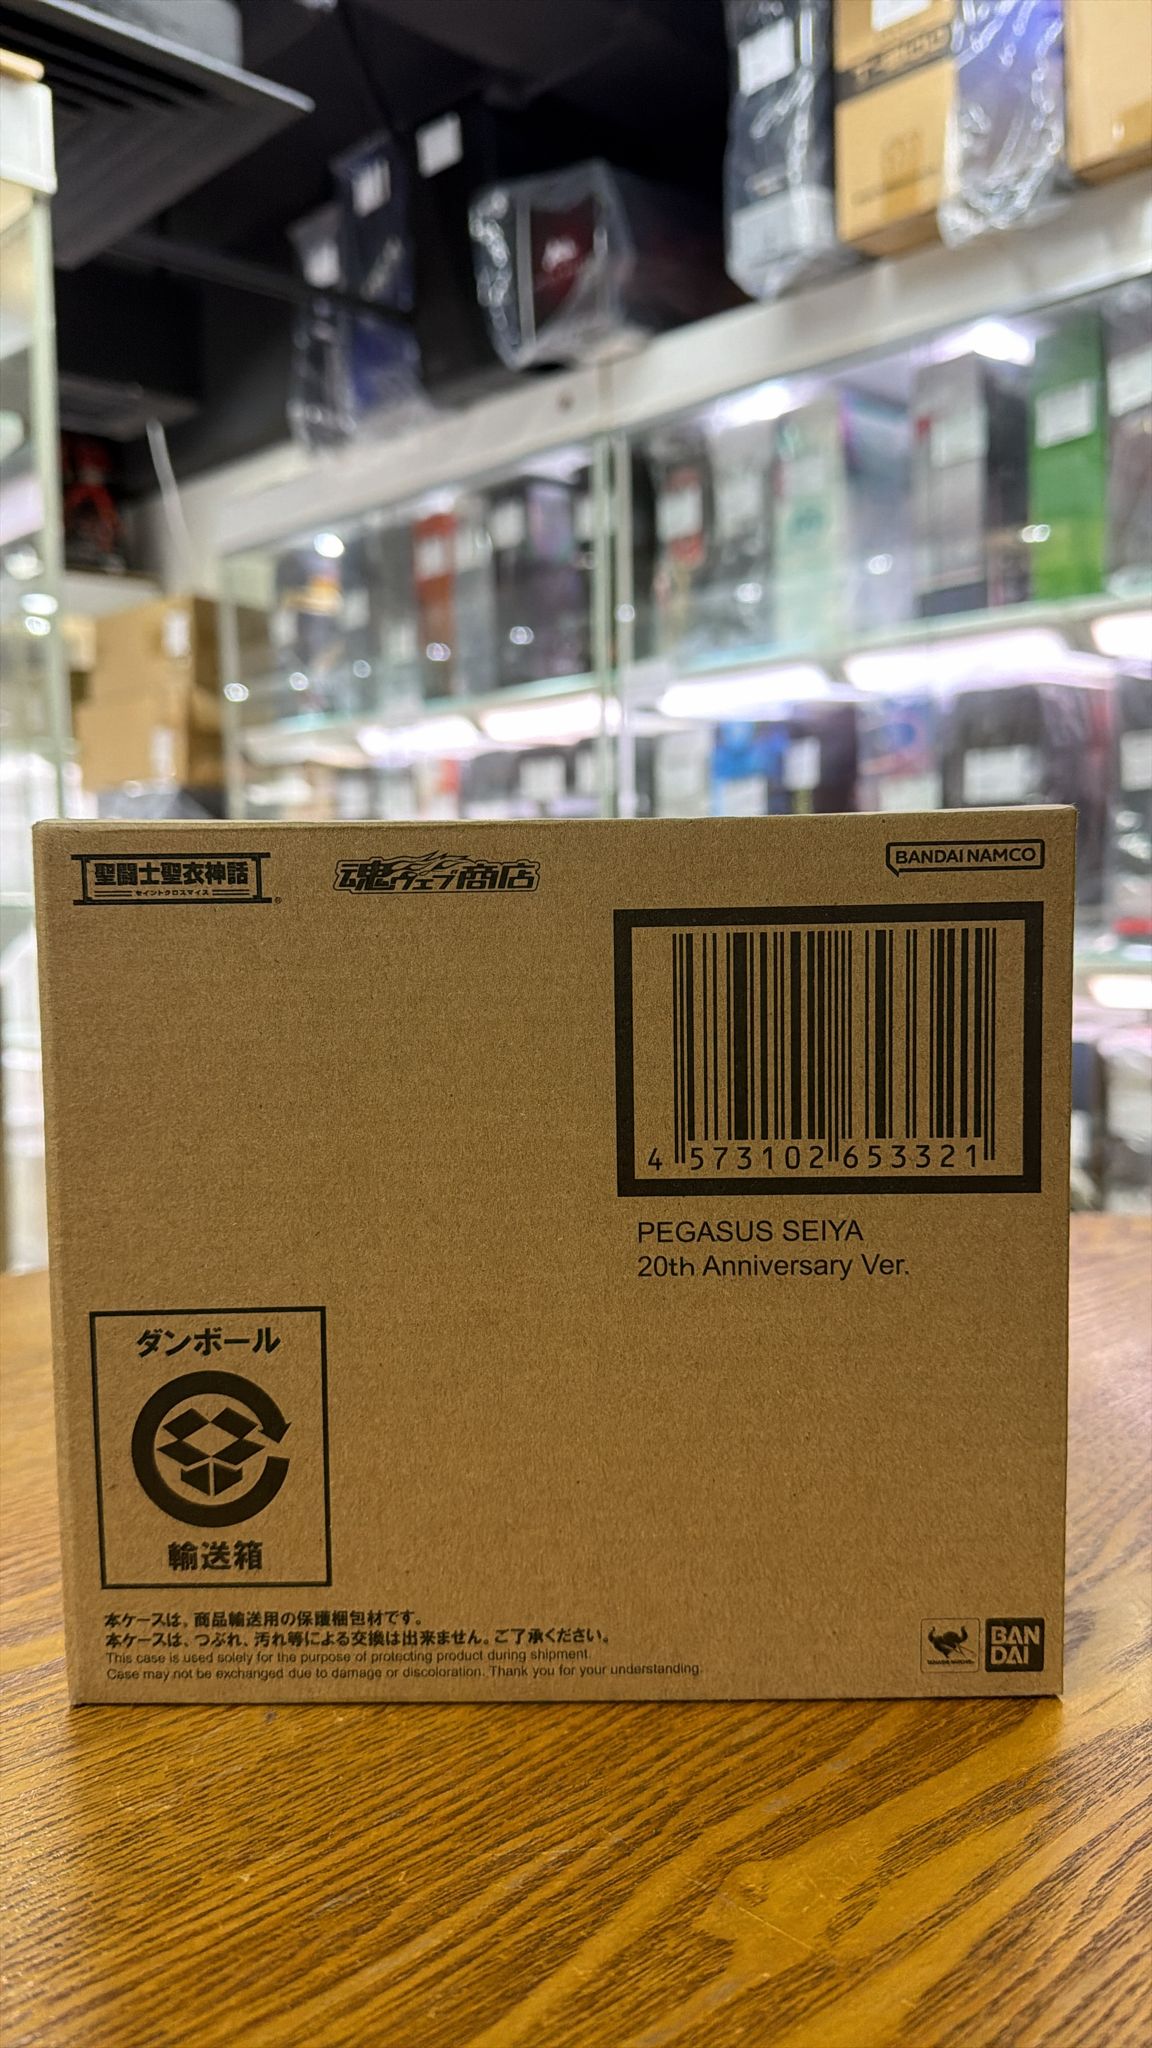 聖闘士聖衣神話
セイントクロスマイス
®
魂ウェブ商店
BANDAI NAMCO
4 573102 653321
PEGASUS SEIYA
20th Anniversary Ver.
ダンボール
輸送箱
本ケースは、商品輸送用の保護梱包材です。
本ケースは、つぶれ、汚れ等による交換は出来ません。ご了承ください。
This case is used solely for the purpose of protecting product during shipment.
Case may not be exchanged due to damage or discoloration. Thank you for your understanding.
TAMASHII NATIONS
BAN
DAI